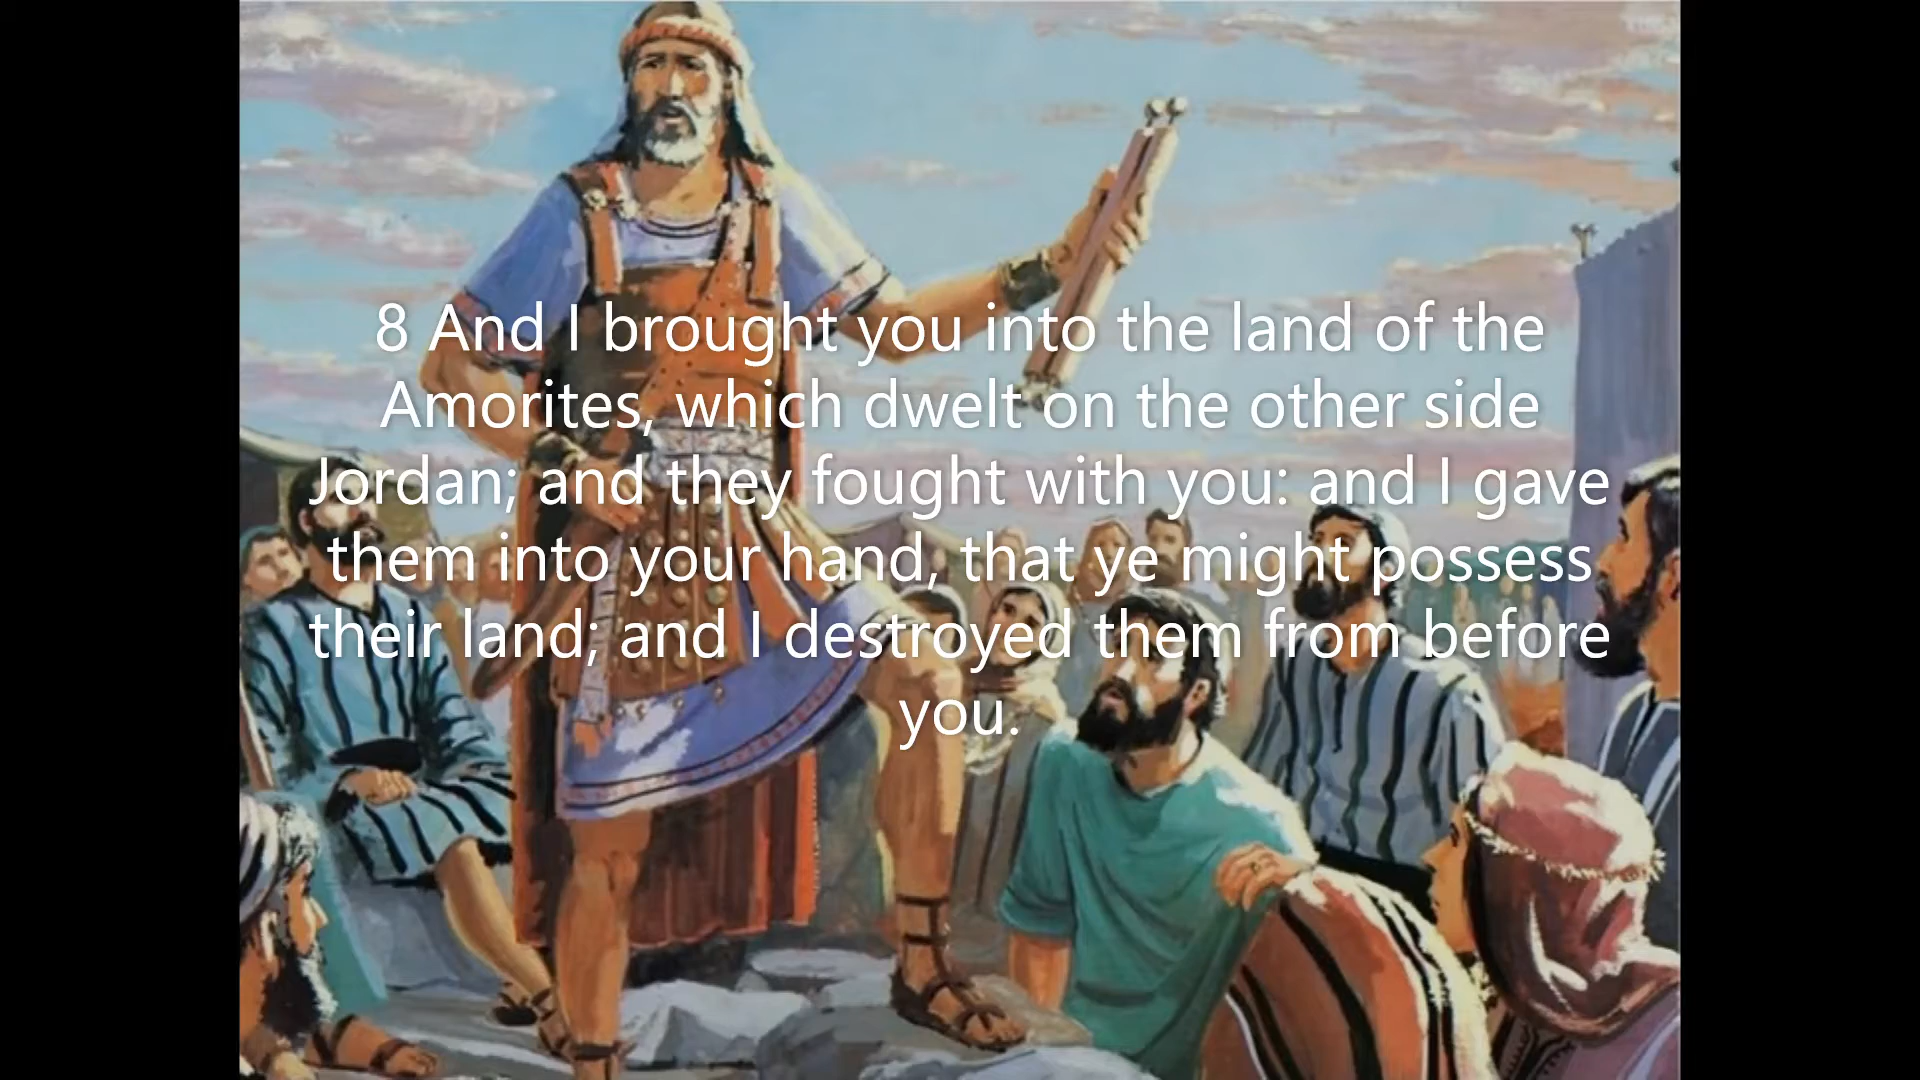 8 And I brought you into the land of the
Amorites, which dwelt on the other side
Jordan; and they fought with you: and I gave
them into your hand, that ye might possess
their land; and I destroyed them from before
you.